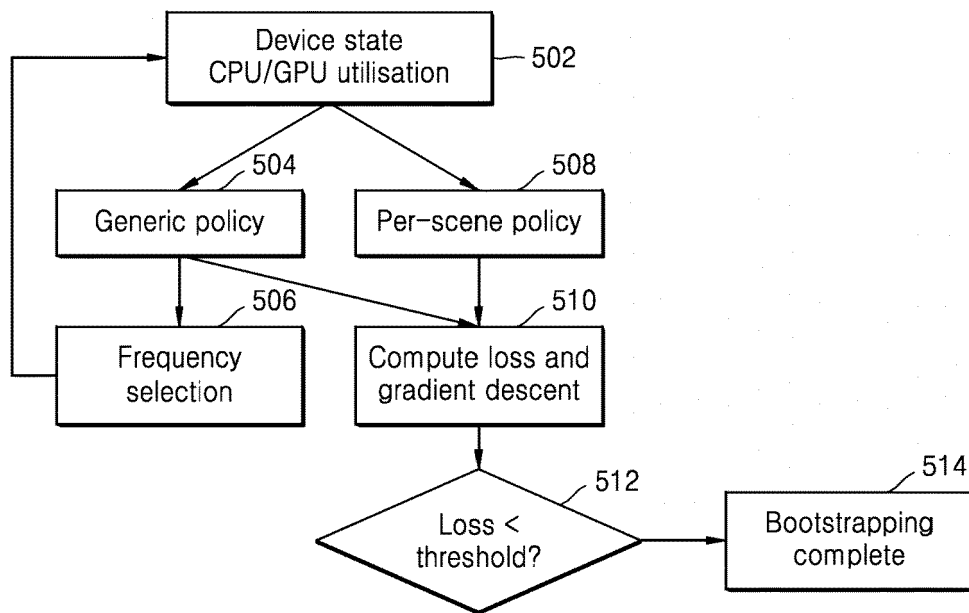 Device state
CPU/GPU utilisation
502
504
508
Generic policy
Per-scene policy
506
510
Frequency
selection
Compute loss and
gradient descent
512
514
Loss <
threshold?
Bootstrapping
complete